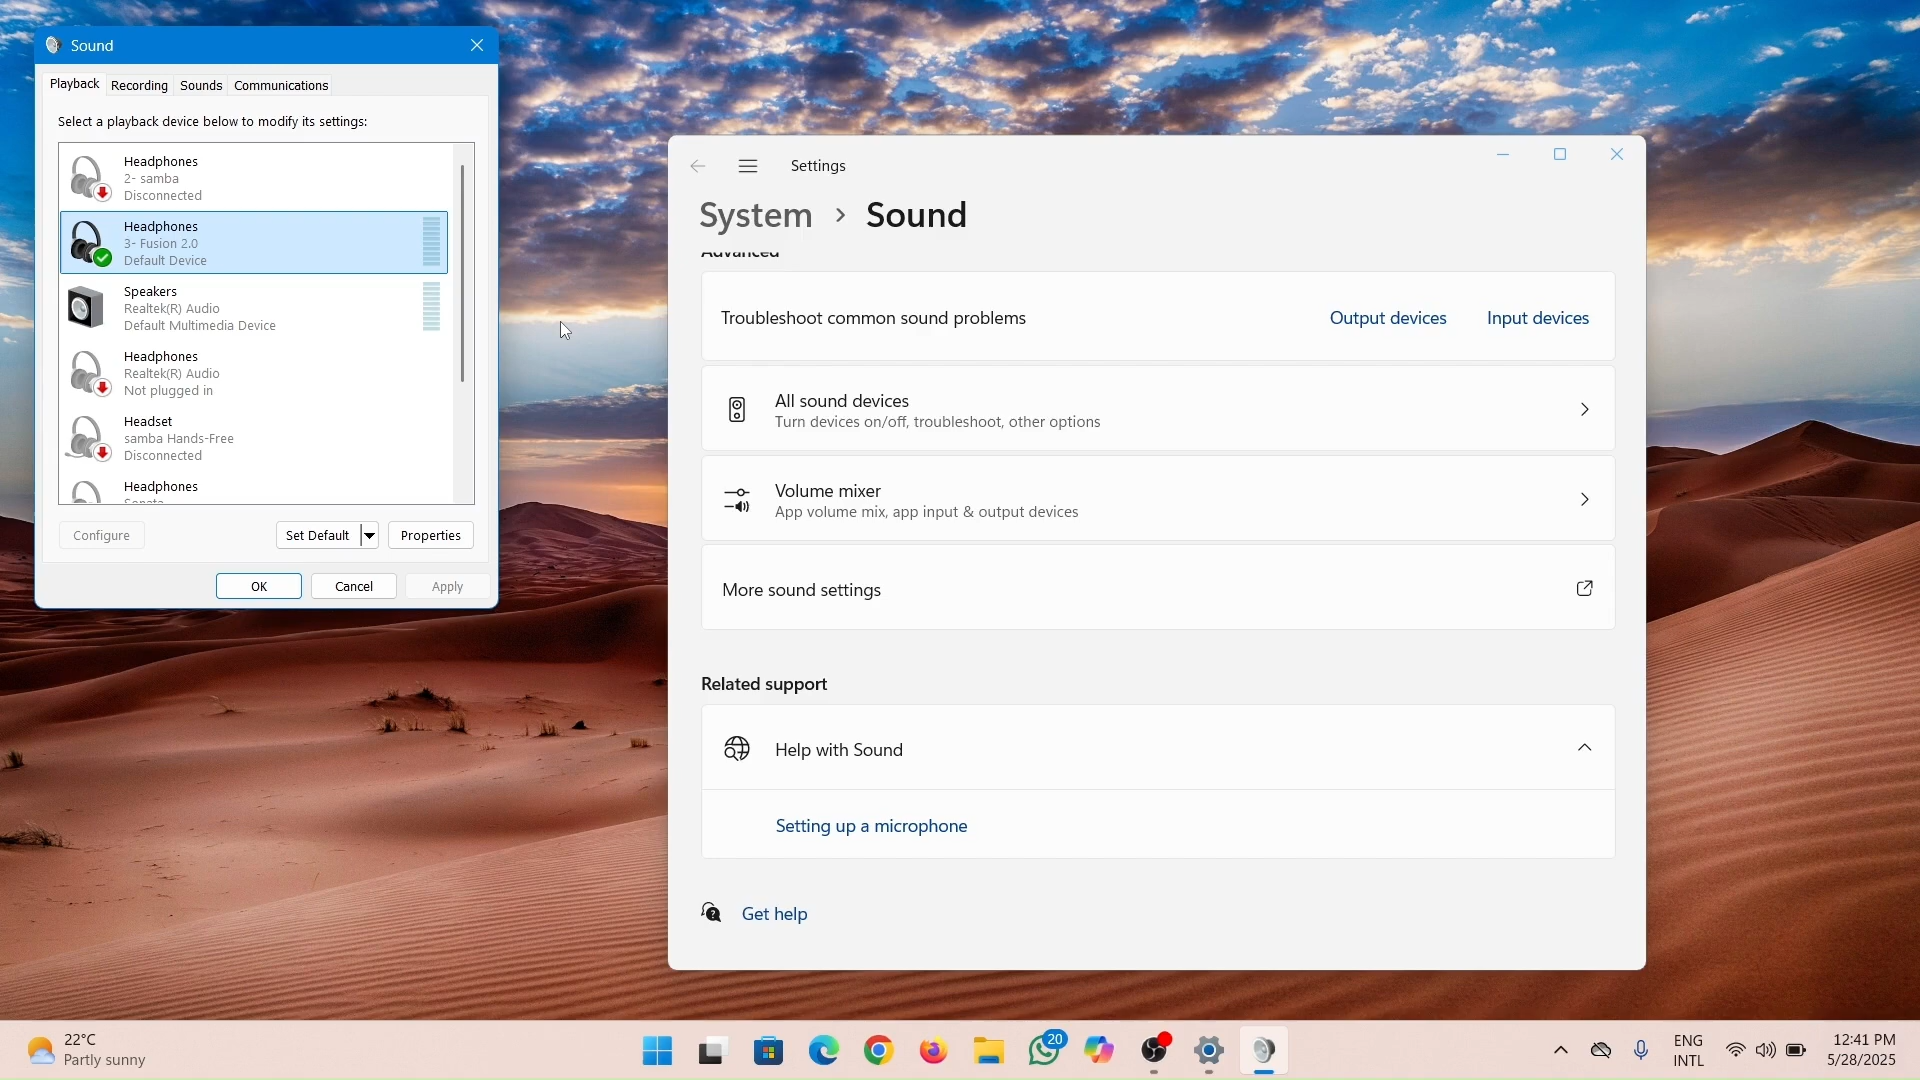 Sound
Playback
Recording
Sounds
Communications
Select a playback device below to modify its settings:
Headphones
2- samba
Disconnected
Headphones
3- Fusion 2.0
Default Device
Speakers
Realtek(R) Audio
Default Multimedia Device
Headphones
Realtek(R) Audio
Not plugged in
Headset
samba Hands-Free
Disconnected
Headphones
Sonata
Configure
Set Default
Properties
OK
Cancel
Apply
Settings
System › Sound
Advanced
Troubleshoot common sound problems
Output devices
Input devices
All sound devices
Turn devices on/off, troubleshoot, other options
Volume mixer
App volume mix, app input & output devices
More sound settings
Related support
Help with Sound
Setting up a microphone
Get help
22°C
Partly sunny
20
ENG
INTL
12:41 PM
5/28/2025